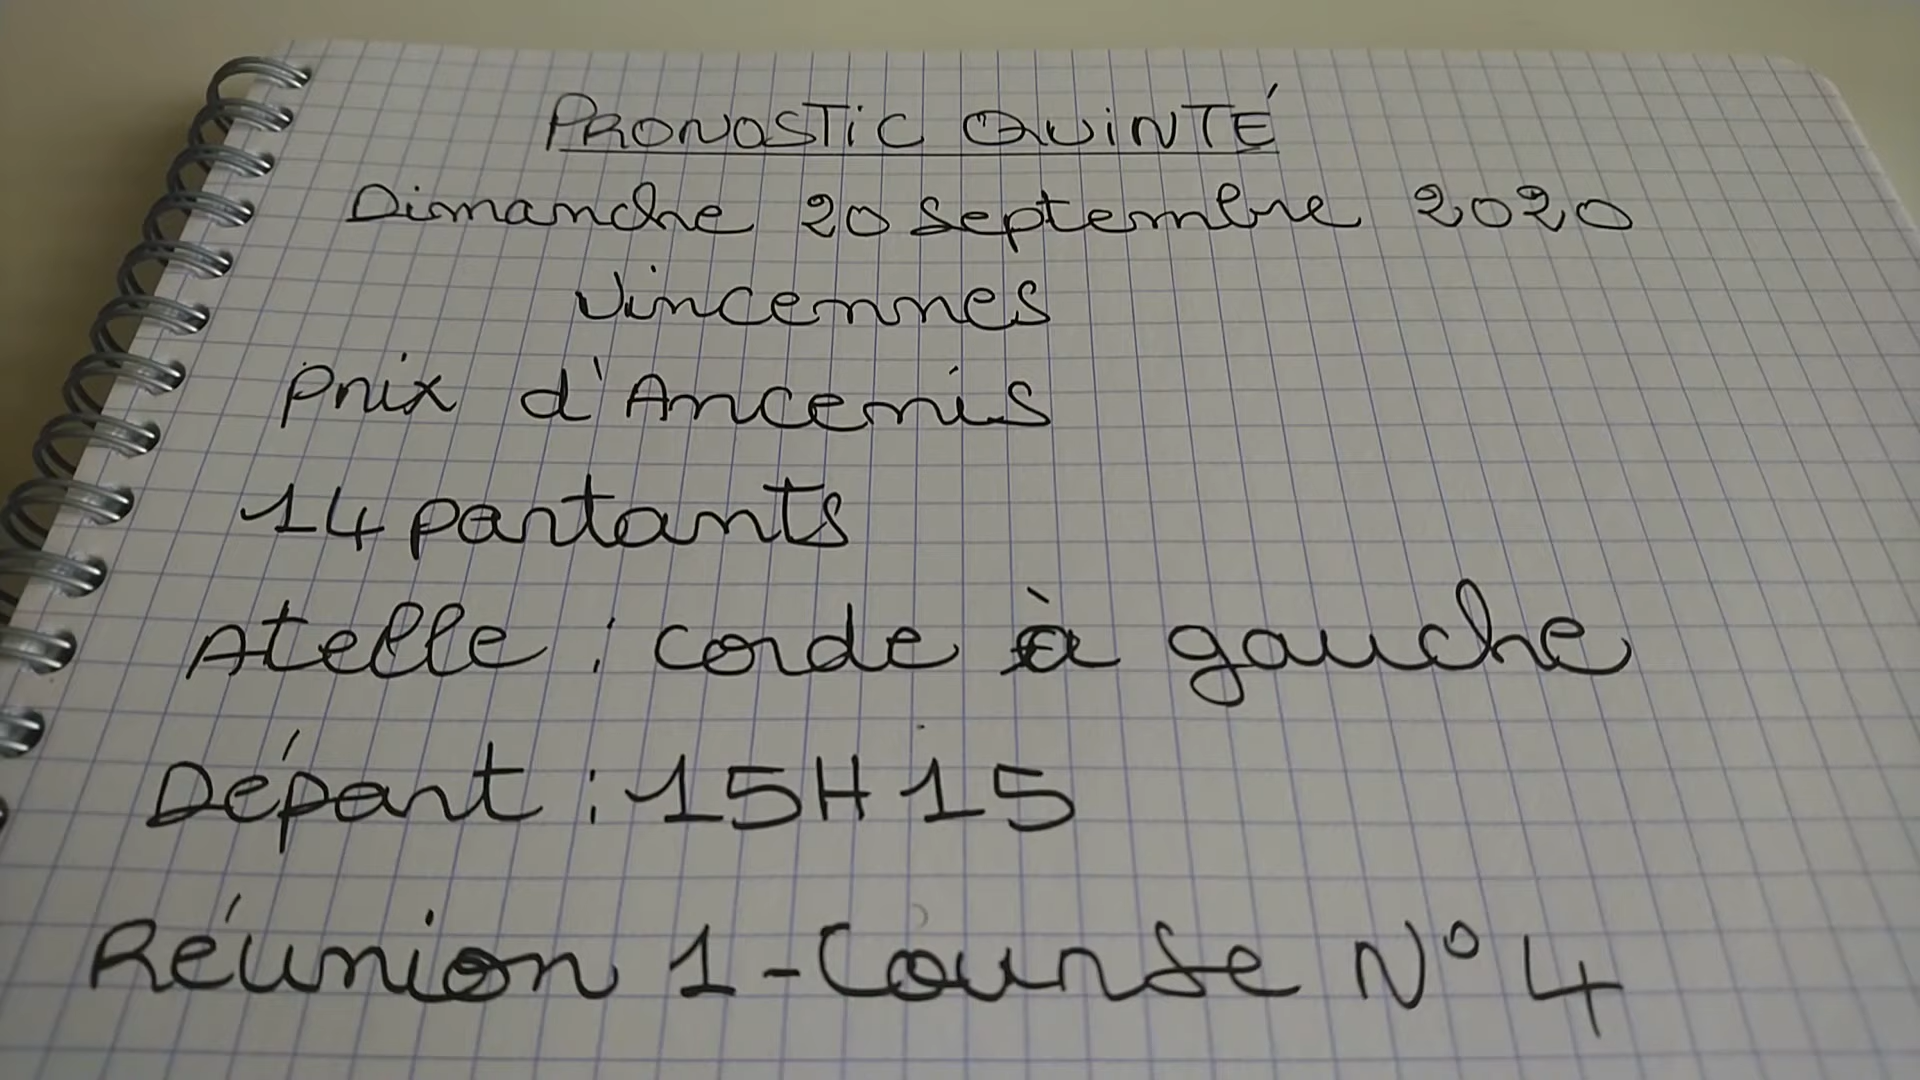 PRONOSTIC QUINTÉ
Dimanche 20 septembre 2020
Vincennes
Prix d'Ancenis
14 partants
Atelle : corde à gauche
Départ : 15H15
Réunion 1 - Course N° 4